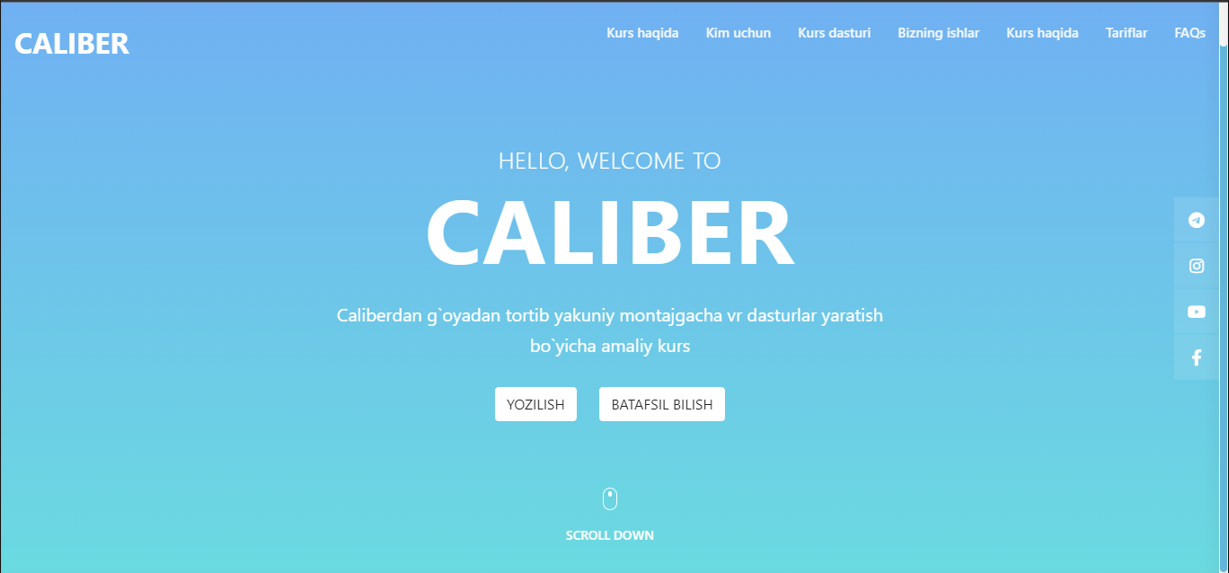 CALIBER
Kurs haqida Kim uchun Kurs dasturi Bizning ishlar Kurs haqida Tariflar FAQs
HELLO, WELCOME TO
CALIBER
Caliberdan g`oyadan tortib yakuniy montajgacha vr dasturlar yaratish
bo`yicha amaliy kurs
YOZILISH BATAFSIL BILISH
SCROLL DOWN